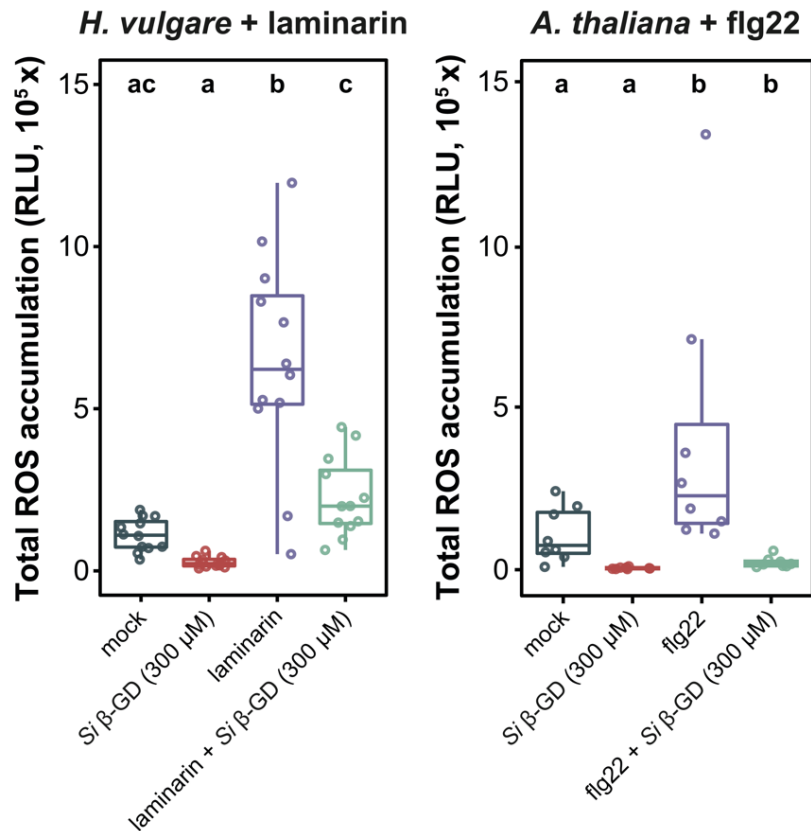 H. vulgare + laminarin
Total ROS accumulation (RLU, 10⁵ x)
15
10
5
0
ac a b c
mock
Si β-GD (300 µM)
laminarin
laminarin + Si β-GD (300 µM)
A. thaliana + flg22
Total ROS accumulation (RLU, 10⁵ x)
15
10
5
0
a a b b
mock
Si β-GD (300 µM)
flg22
flg22 + Si β-GD (300 µM)